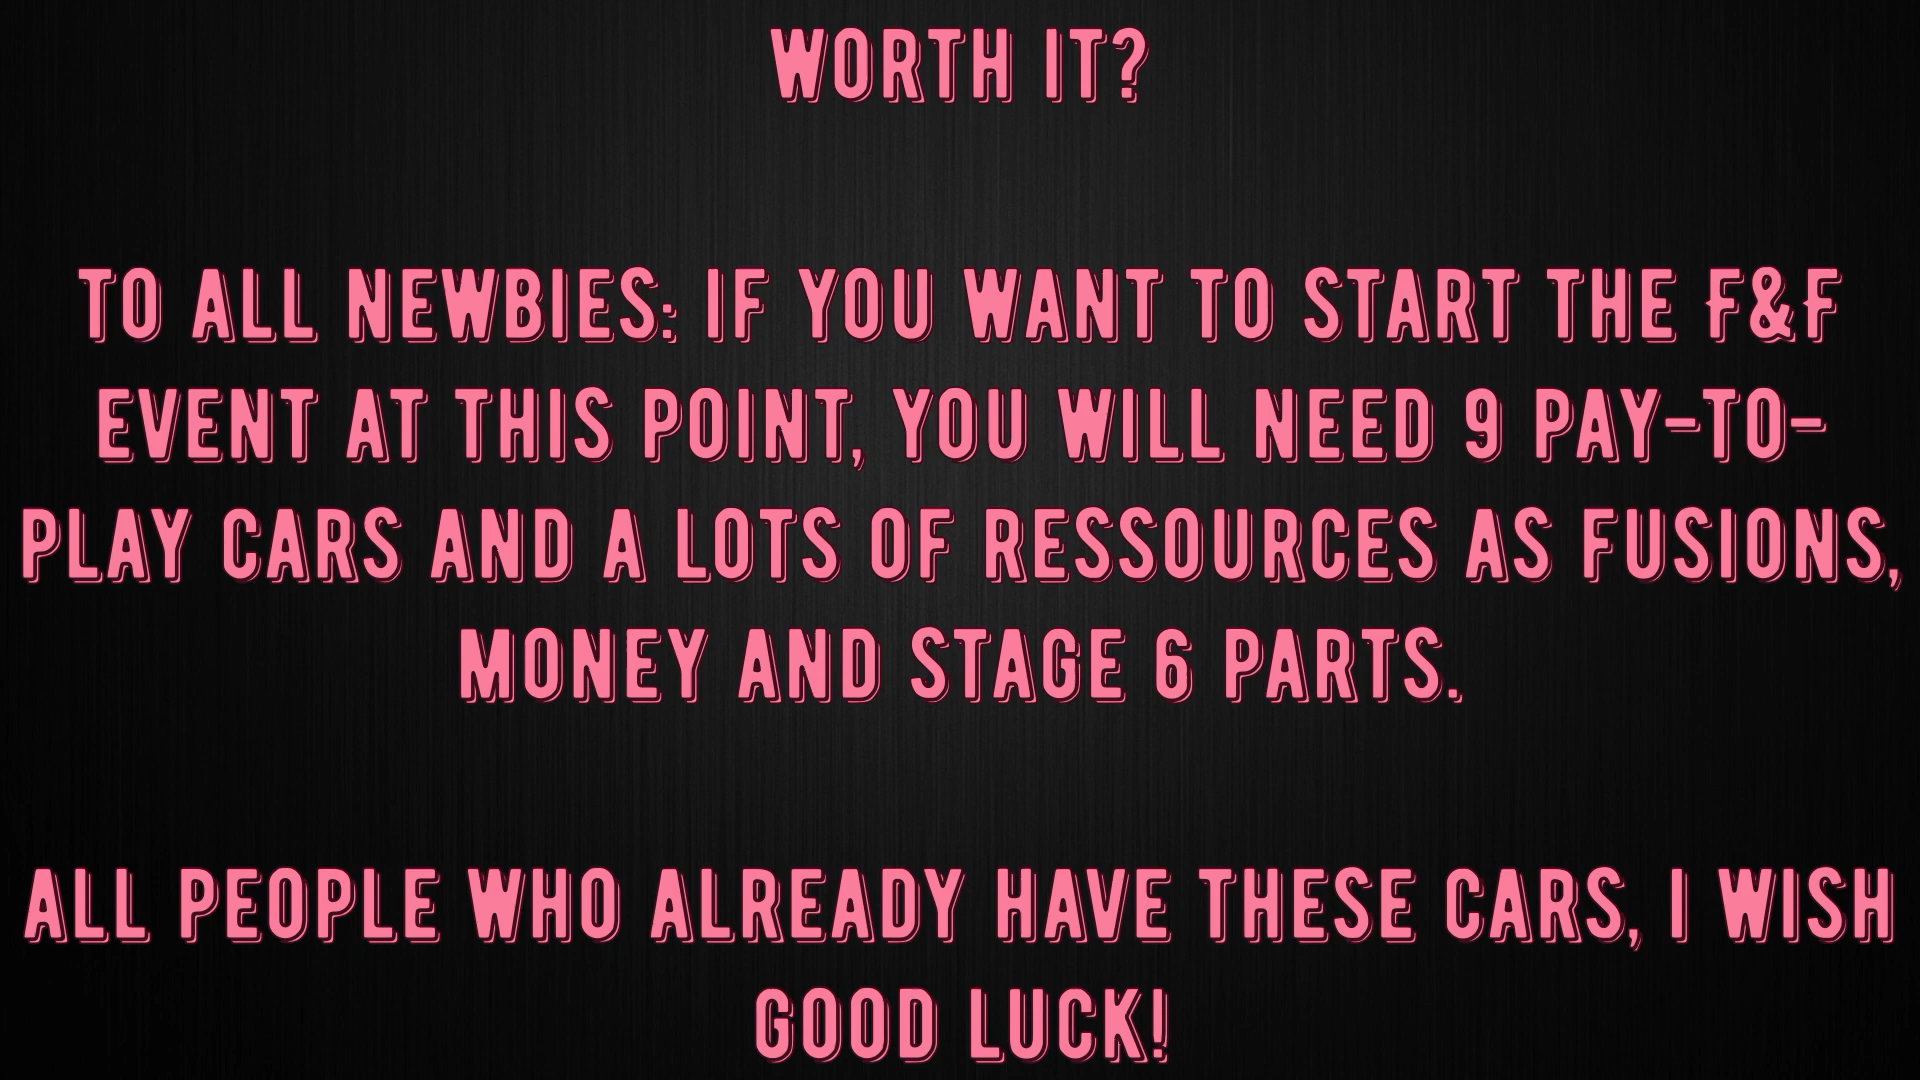 WORTH IT?
TO ALL NEWBIES: IF YOU WANT TO START THE F&F
EVENT AT THIS POINT, YOU WILL NEED 9 PAY-TO-
PLAY CARS AND A LOTS OF RESSOURCES AS FUSIONS,
MONEY AND STAGE 6 PARTS.
ALL PEOPLE WHO ALREADY HAVE THESE CARS, I WISH
GOOD LUCK!